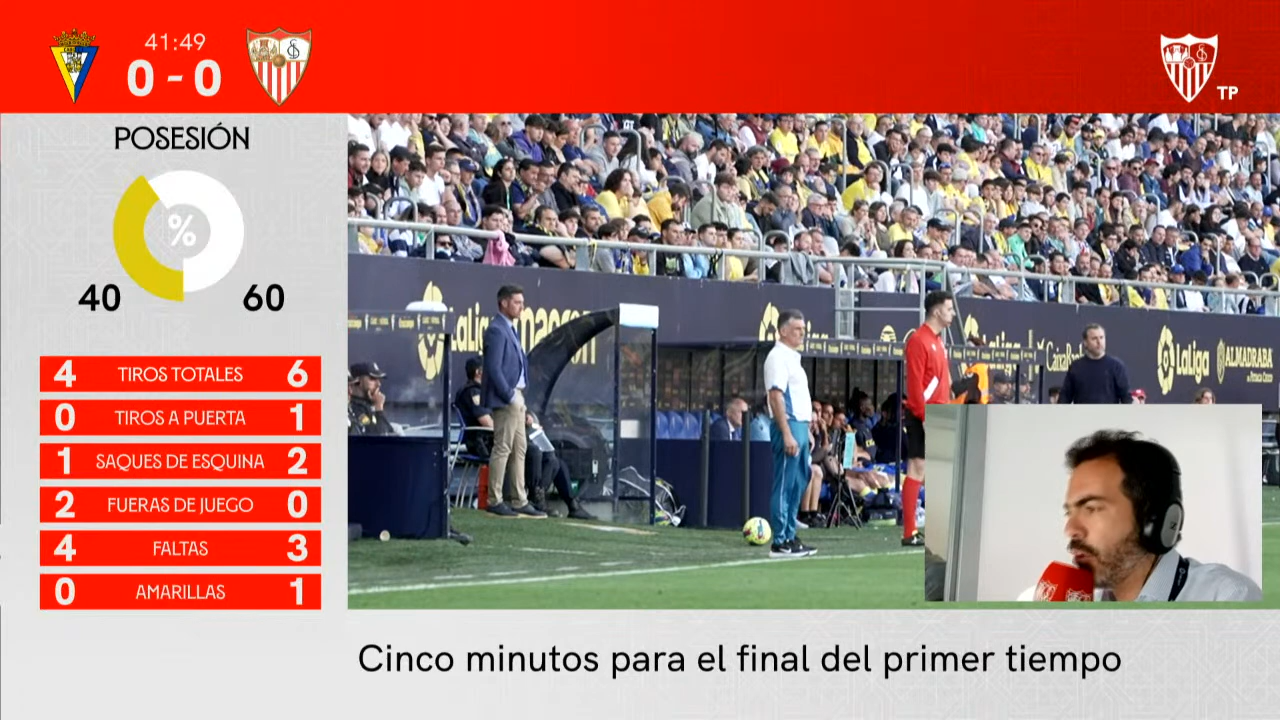 41:49
0 - 0
TP
POSESIÓN
%
40 60
4 TIROS TOTALES 6
0 TIROS A PUERTA 1
1 SAQUES DE ESQUINA 2
2 FUERAS DE JUEGO 0
4 FALTAS 3
0 AMARILLAS 1
LaLiga
CaixaBa
LaLiga
ALMADRABA
Cinco minutos para el final del primer tiempo